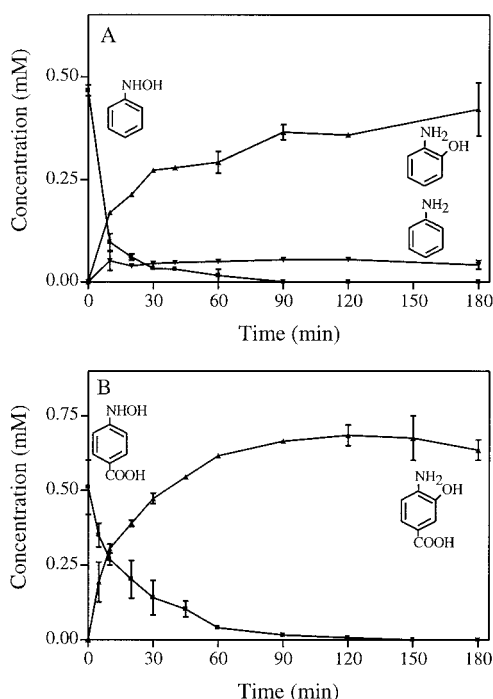 A
Concentration (mM)
0.50
0.25
0.00
NHOH
NH2
OH
NH2
0 30 60 90 120 150 180
Time (min)
B
Concentration (mM)
0.75
0.50
0.25
0.00
NHOH
COOH
NH2
OH
COOH
0 30 60 90 120 150 180
Time (min)